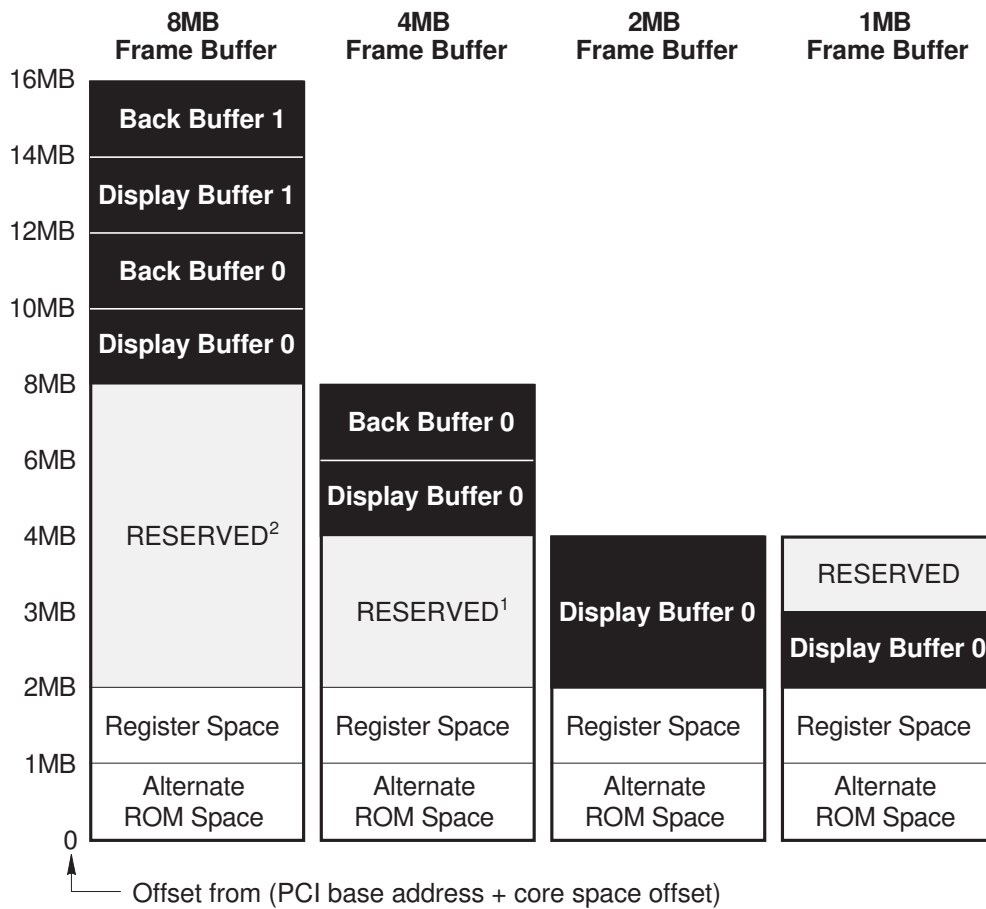 8MB
Frame Buffer
4MB
Frame Buffer
2MB
Frame Buffer
1MB
Frame Buffer
16MB
Back Buffer 1
14MB
Display Buffer 1
12MB
Back Buffer 0
10MB
Display Buffer 0
8MB
Back Buffer 0
6MB
Display Buffer 0
RESERVED²
4MB
RESERVED
3MB
RESERVED¹
Display Buffer 0
Display Buffer 0
2MB
Register Space
Register Space
Register Space
Register Space
1MB
Alternate
ROM Space
Alternate
ROM Space
Alternate
ROM Space
Alternate
ROM Space
0
Offset from (PCI base address + core space offset)